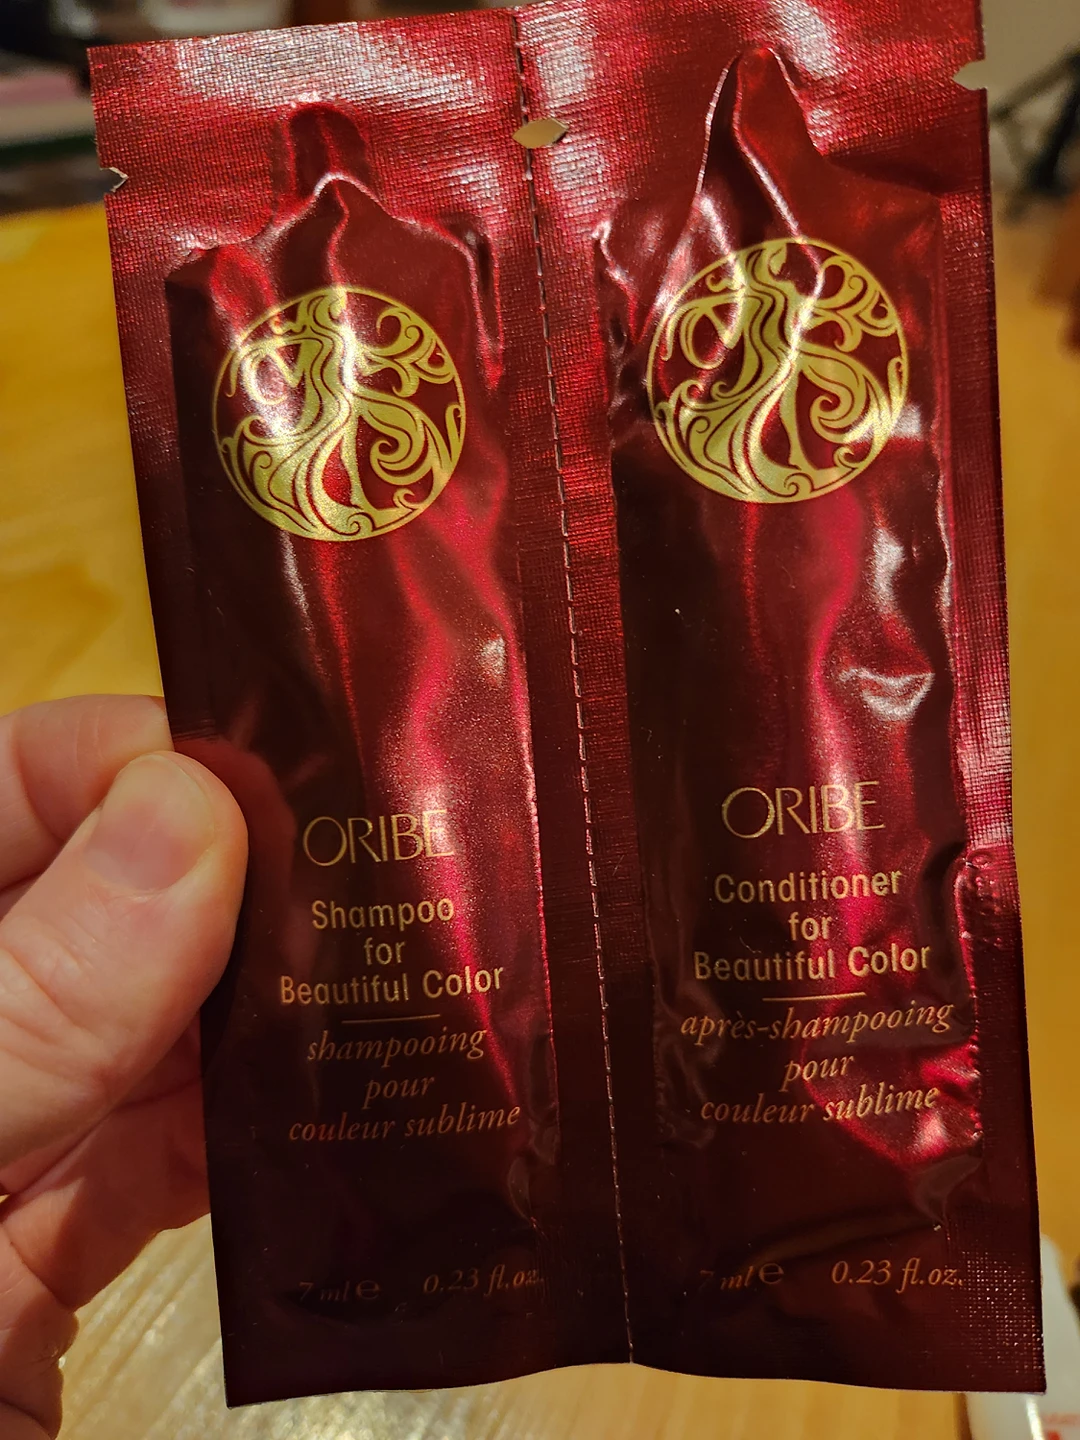 ORIBE
Shampoo
for
Beautiful Color
shampooing
pour
couleur sublime
7 ml e 0.23 fl.oz.
ORIBE
Conditioner
for
Beautiful Color
après-shampooing
pour
couleur sublime
7 ml e 0.23 fl.oz.